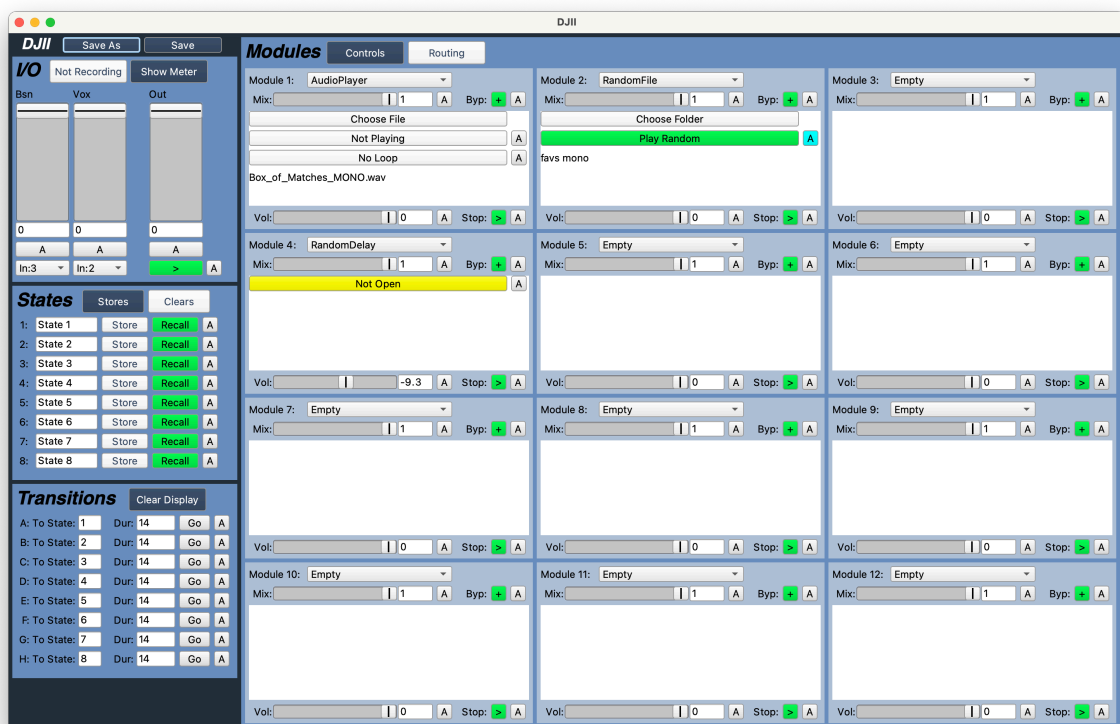 DJII
DJII Save As Save
I/O Not Recording Show Meter
Bsn Vox Out
0 0 0
A A A
In:3 In:2 > A
States Stores Clears
1: State 1 Store Recall A
2: State 2 Store Recall A
3: State 3 Store Recall A
4: State 4 Store Recall A
5: State 5 Store Recall A
6: State 6 Store Recall A
7: State 7 Store Recall A
8: State 8 Store Recall A
Transitions Clear Display
A: To State: 1 Dur: 14 Go A
B: To State: 2 Dur: 14 Go A
C: To State: 3 Dur: 14 Go A
D: To State: 4 Dur: 14 Go A
E: To State: 5 Dur: 14 Go A
F: To State: 6 Dur: 14 Go A
G: To State: 7 Dur: 14 Go A
H: To State: 8 Dur: 14 Go A
Modules Controls Routing
Module 1: AudioPlayer
Mix: 1 A Byp: + A
Choose File
Not Playing A
No Loop A
Box_of_Matches_MONO.wav
Vol: 0 A Stop: > A
Module 2: RandomFile
Mix: 1 A Byp: + A
Choose Folder
Play Random A
favs mono
Vol: 0 A Stop: > A
Module 3: Empty
Mix: 1 A Byp: + A
Vol: 0 A Stop: > A
Module 4: RandomDelay
Mix: 1 A Byp: + A
Not Open A
Vol: -9.3 A Stop: > A
Module 5: Empty
Mix: 1 A Byp: + A
Vol: 0 A Stop: > A
Module 6: Empty
Mix: 1 A Byp: + A
Vol: 0 A Stop: > A
Module 7: Empty
Mix: 1 A Byp: + A
Vol: 0 A Stop: > A
Module 8: Empty
Mix: 1 A Byp: + A
Vol: 0 A Stop: > A
Module 9: Empty
Mix: 1 A Byp: + A
Vol: 0 A Stop: > A
Module 10: Empty
Mix: 1 A Byp: + A
Vol: 0 A Stop: > A
Module 11: Empty
Mix: 1 A Byp: + A
Vol: 0 A Stop: > A
Module 12: Empty
Mix: 1 A Byp: + A
Vol: 0 A Stop: > A